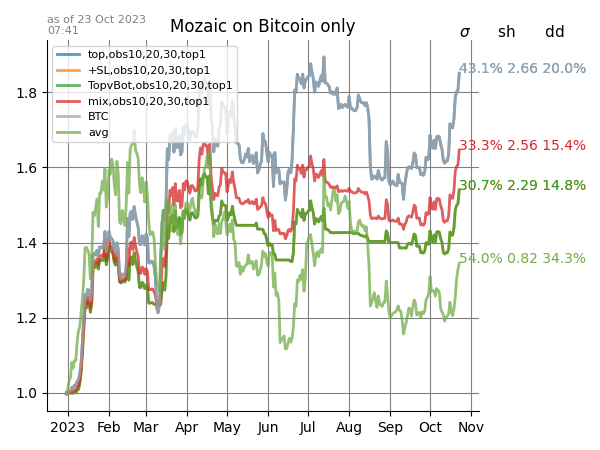 as of 23 Oct 2023
07:41
Mozaic on Bitcoin only
σ sh dd
top,obs10,20,30,top1
+SL,obs10,20,30,top1
TopvBot,obs10,20,30,top1
mix,obs10,20,30,top1
BTC
avg
43.1% 2.66 20.0%
33.3% 2.56 15.4%
30.7% 2.29 14.8%
54.0% 0.82 34.3%
1.8
1.6
1.4
1.2
1.0
2023 Feb Mar Apr May Jun Jul Aug Sep Oct Nov